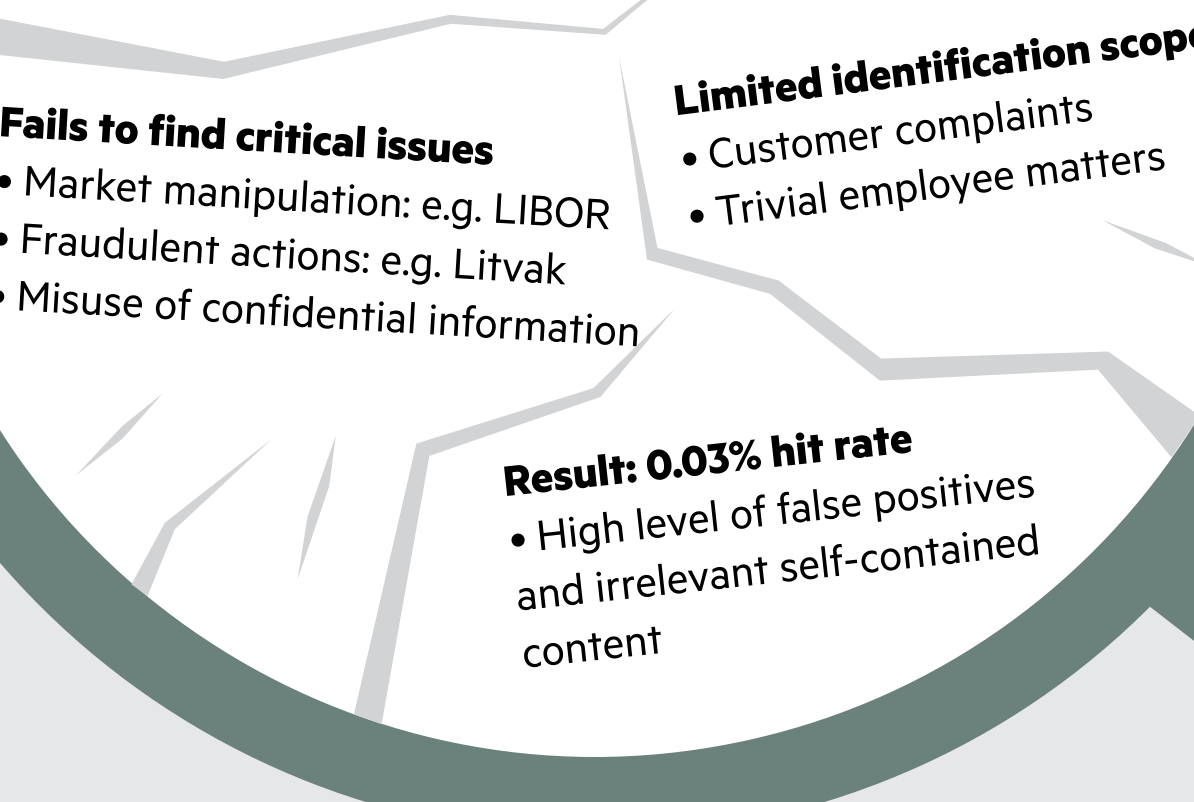 Fails to find critical issues
• Market manipulation: e.g. LIBOR
• Fraudulent actions: e.g. Litvak
• Misuse of confidential information
Limited identification scope
• Customer complaints
• Trivial employee matters
Result: 0.03% hit rate
• High level of false positives
and irrelevant self-contained
content